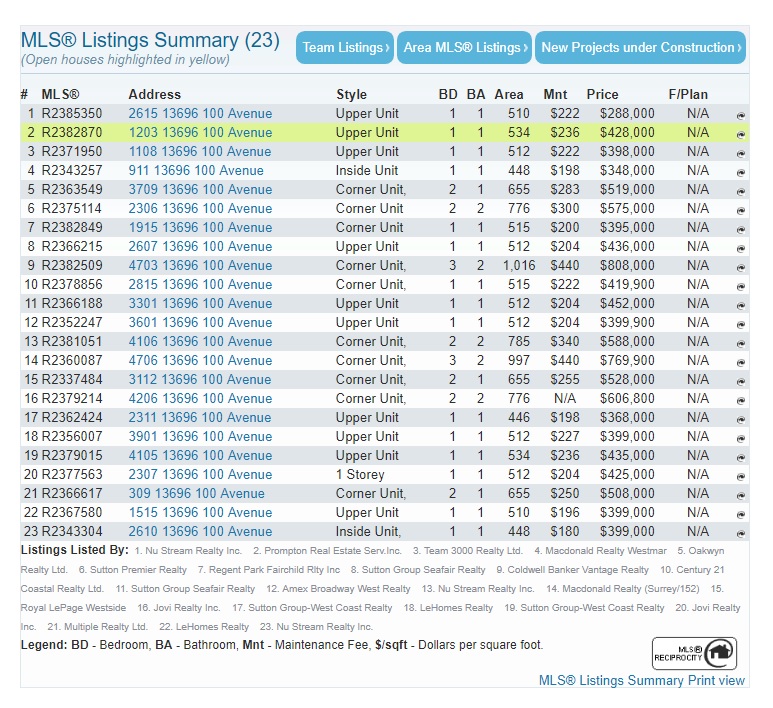 MLS® Listings Summary (23)
(Open houses highlighted in yellow)
Team Listings › Area MLS® Listings › New Projects under Construction ›
# MLS® Address Style BD BA Area Mnt Price F/Plan
1 R2385350 2615 13696 100 Avenue Upper Unit 1 1 510 $222 $288,000 N/A
2 R2382870 1203 13696 100 Avenue Upper Unit 1 1 534 $236 $428,000 N/A
3 R2371950 1108 13696 100 Avenue Upper Unit 1 1 512 $222 $398,000 N/A
4 R2343257 911 13696 100 Avenue Inside Unit 1 1 448 $198 $348,000 N/A
5 R2363549 3709 13696 100 Avenue Corner Unit, 2 1 655 $283 $519,000 N/A
6 R2375114 2306 13696 100 Avenue Corner Unit, 2 2 776 $300 $575,000 N/A
7 R2382849 1915 13696 100 Avenue Corner Unit, 1 1 515 $200 $395,000 N/A
8 R2366215 2607 13696 100 Avenue Upper Unit 1 1 512 $204 $436,000 N/A
9 R2382509 4703 13696 100 Avenue Corner Unit, 3 2 1,016 $440 $808,000 N/A
10 R2378856 2815 13696 100 Avenue Corner Unit, 1 1 515 $222 $419,900 N/A
11 R2366188 3301 13696 100 Avenue Upper Unit 1 1 512 $204 $452,000 N/A
12 R2352247 3601 13696 100 Avenue Upper Unit 1 1 512 $204 $399,900 N/A
13 R2381051 4106 13696 100 Avenue Corner Unit, 2 2 785 $340 $588,000 N/A
14 R2360087 4706 13696 100 Avenue Corner Unit, 3 2 997 $440 $769,900 N/A
15 R2337484 3112 13696 100 Avenue Corner Unit, 2 1 655 $255 $528,000 N/A
16 R2379214 4206 13696 100 Avenue Corner Unit, 2 2 776 N/A $606,800 N/A
17 R2362424 2311 13696 100 Avenue Upper Unit 1 1 446 $198 $368,000 N/A
18 R2356007 3901 13696 100 Avenue Upper Unit 1 1 512 $227 $399,000 N/A
19 R2379015 4105 13696 100 Avenue Upper Unit 1 1 534 $236 $435,000 N/A
20 R2377563 2307 13696 100 Avenue 1 Storey 1 1 512 $204 $425,000 N/A
21 R2366617 309 13696 100 Avenue Corner Unit, 2 1 655 $250 $508,000 N/A
22 R2367580 1515 13696 100 Avenue Upper Unit 1 1 510 $196 $399,000 N/A
23 R2343304 2610 13696 100 Avenue Inside Unit, 1 1 448 $180 $399,000 N/A
Listings Listed By: 1. Nu Stream Realty Inc. 2. Prompton Real Estate Serv.Inc. 3. Team 3000 Realty Ltd. 4. Macdonald Realty Westmar 5. Oakwyn
Realty Ltd. 6. Sutton Premier Realty 7. Regent Park Fairchild Rlty Inc 8. Sutton Group Seafair Realty 9. Coldwell Banker Vantage Realty 10. Century 21
Coastal Realty Ltd. 11. Sutton Group Seafair Realty 12. Amex Broadway West Realty 13. Nu Stream Realty Inc. 14. Macdonald Realty (Surrey/152) 15.
Royal LePage Westside 16. Jovi Realty Inc. 17. Sutton Group-West Coast Realty 18. LeHomes Realty 19. Sutton Group-West Coast Realty 20. Jovi Realty
Inc. 21. Multiple Realty Ltd. 22. LeHomes Realty 23. Nu Stream Realty Inc.
Legend: BD - Bedroom, BA - Bathroom, Mnt - Maintenance Fee, $/sqft - Dollars per square foot.
MLS®
RECIPROCITY
MLS® Listings Summary Print view